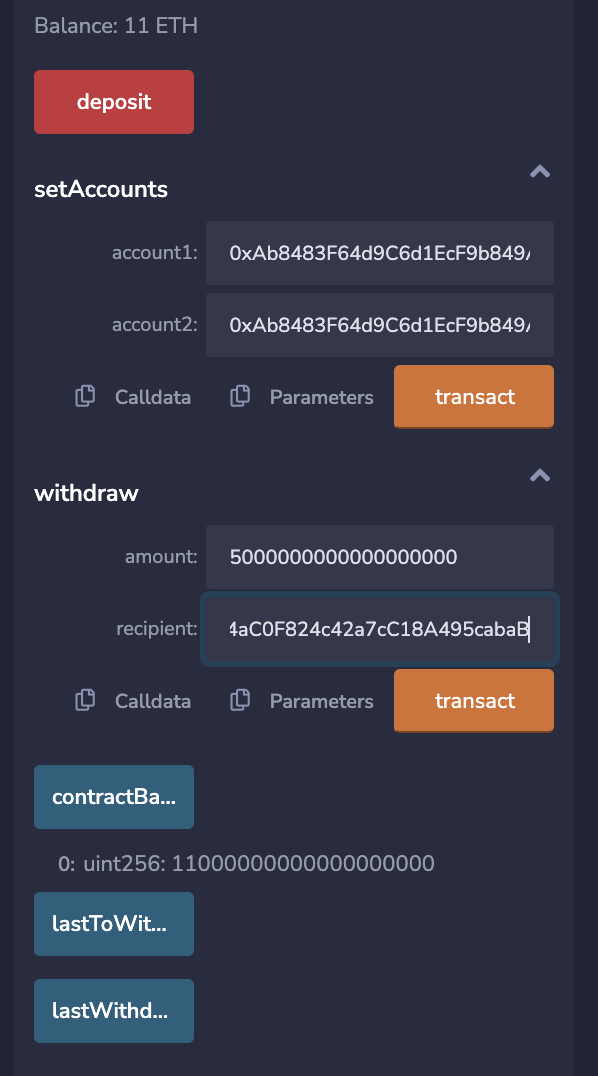 Balance: 11 ETH
deposit
setAccounts
account1: 0xAb8483F64d9C6d1EcF9b849
account2: 0xAb8483F64d9C6d1EcF9b849
Calldata Parameters transact
withdraw
amount: 5000000000000000000
recipient: 4aC0F824c42a7cC18A495cabaB
Calldata Parameters transact
contractBa...
0: uint256: 11000000000000000000
lastToWit...
lastWithd...